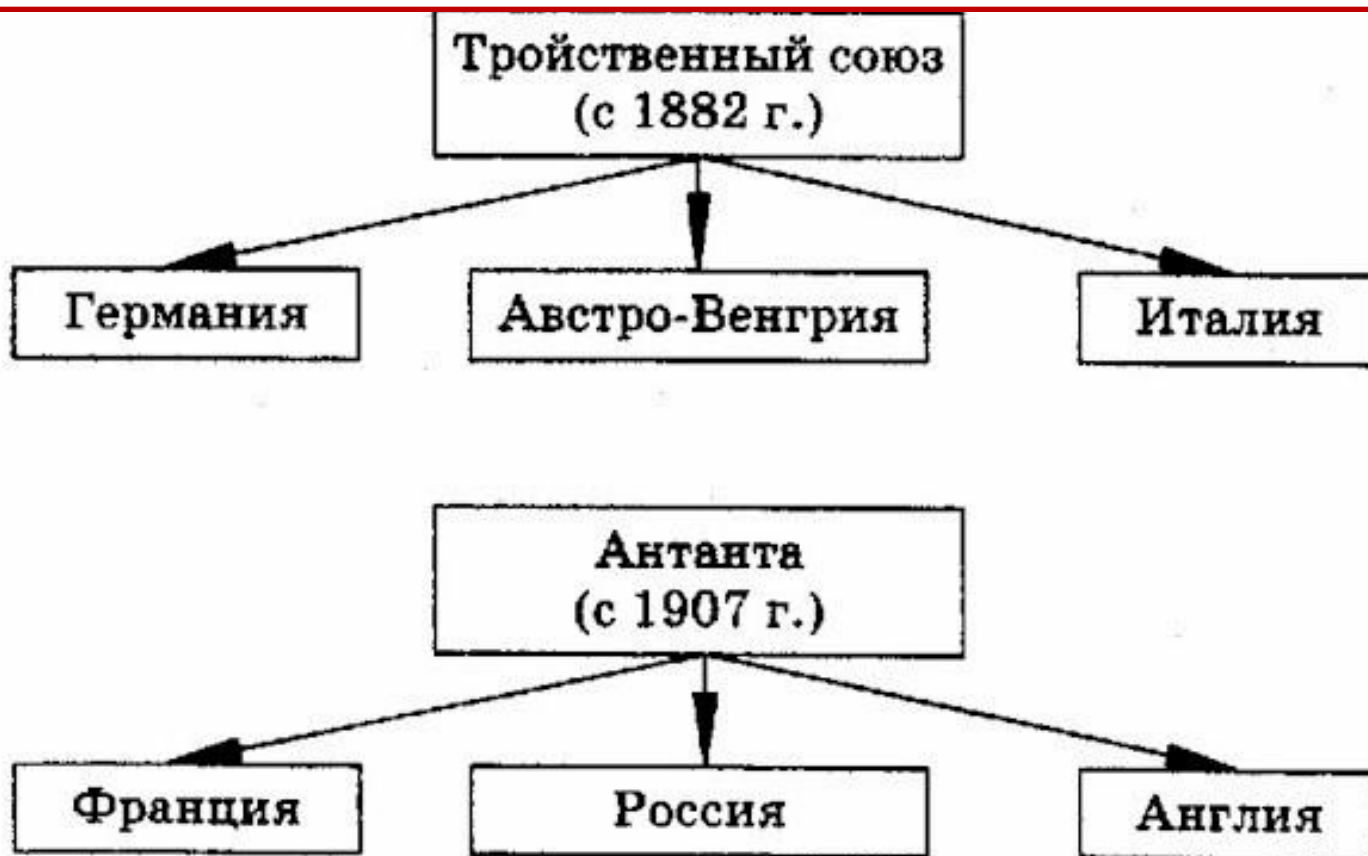 Тройственный союз
(с 1882 г.)
Германия
Австро-Венгрия
Италия
Антанта
(с 1907 г.)
Франция
Россия
Англия